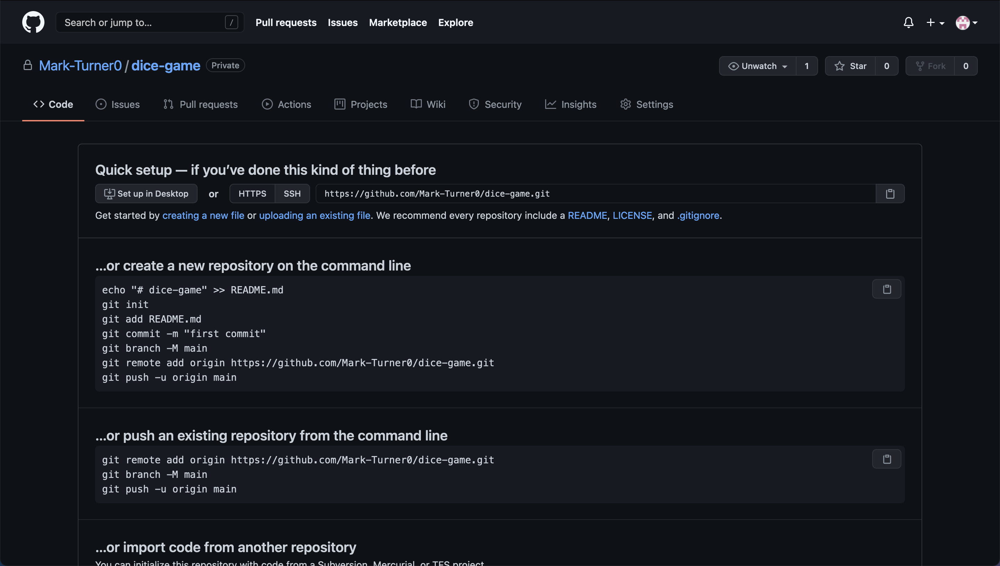 Search or jump to... / Pull requests Issues Marketplace Explore
Mark-Turner0 / dice-game Private Unwatch 1 Star 0 Fork 0
Code Issues Pull requests Actions Projects Wiki Security Insights Settings
Quick setup — if you’ve done this kind of thing before
Set up in Desktop or HTTPS SSH https://github.com/Mark-Turner0/dice-game.git
Get started by creating a new file or uploading an existing file. We recommend every repository include a README, LICENSE, and .gitignore.
…or create a new repository on the command line
echo "# dice-game" >> README.md
git init
git add README.md
git commit -m "first commit"
git branch -M main
git remote add origin https://github.com/Mark-Turner0/dice-game.git
git push -u origin main
…or push an existing repository from the command line
git remote add origin https://github.com/Mark-Turner0/dice-game.git
git branch -M main
git push -u origin main
…or import code from another repository
You can initialize this repository with code from a Subversion, Mercurial, or TFS project.